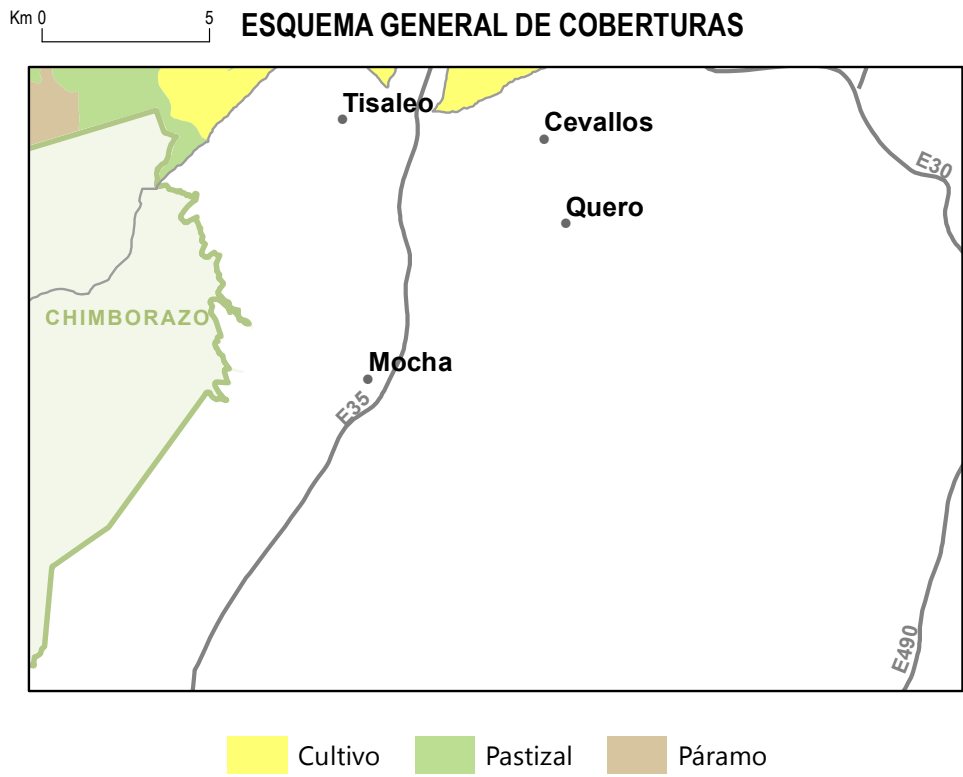 Km 0 5
ESQUEMA GENERAL DE COBERTURAS
Tisaleo
Cevallos
E30
Quero
CHIMBORAZO
Mocha
E35
E490
Cultivo
Pastizal
Páramo